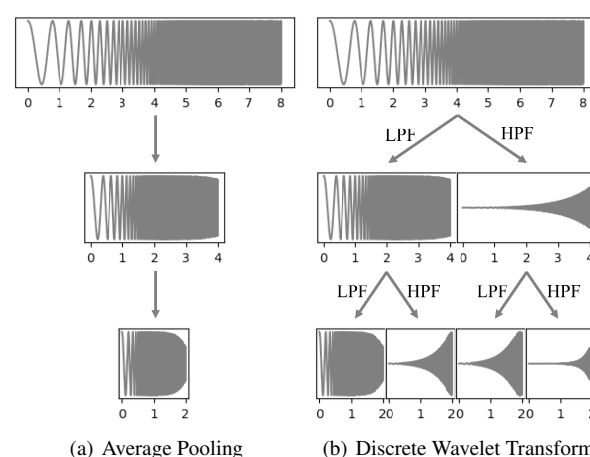 0 1 2 3 4 5 6 7 8
0 1 2 3 4 5 6 7 8
LPF HPF
0 1 2 3 4
0 1 2 3 4 0 1 2 3 4
LPF HPF LPF HPF
0 1 2
0 1 2 0 1 2 0 1 2 0 1 2
(a) Average Pooling
(b) Discrete Wavelet Transform